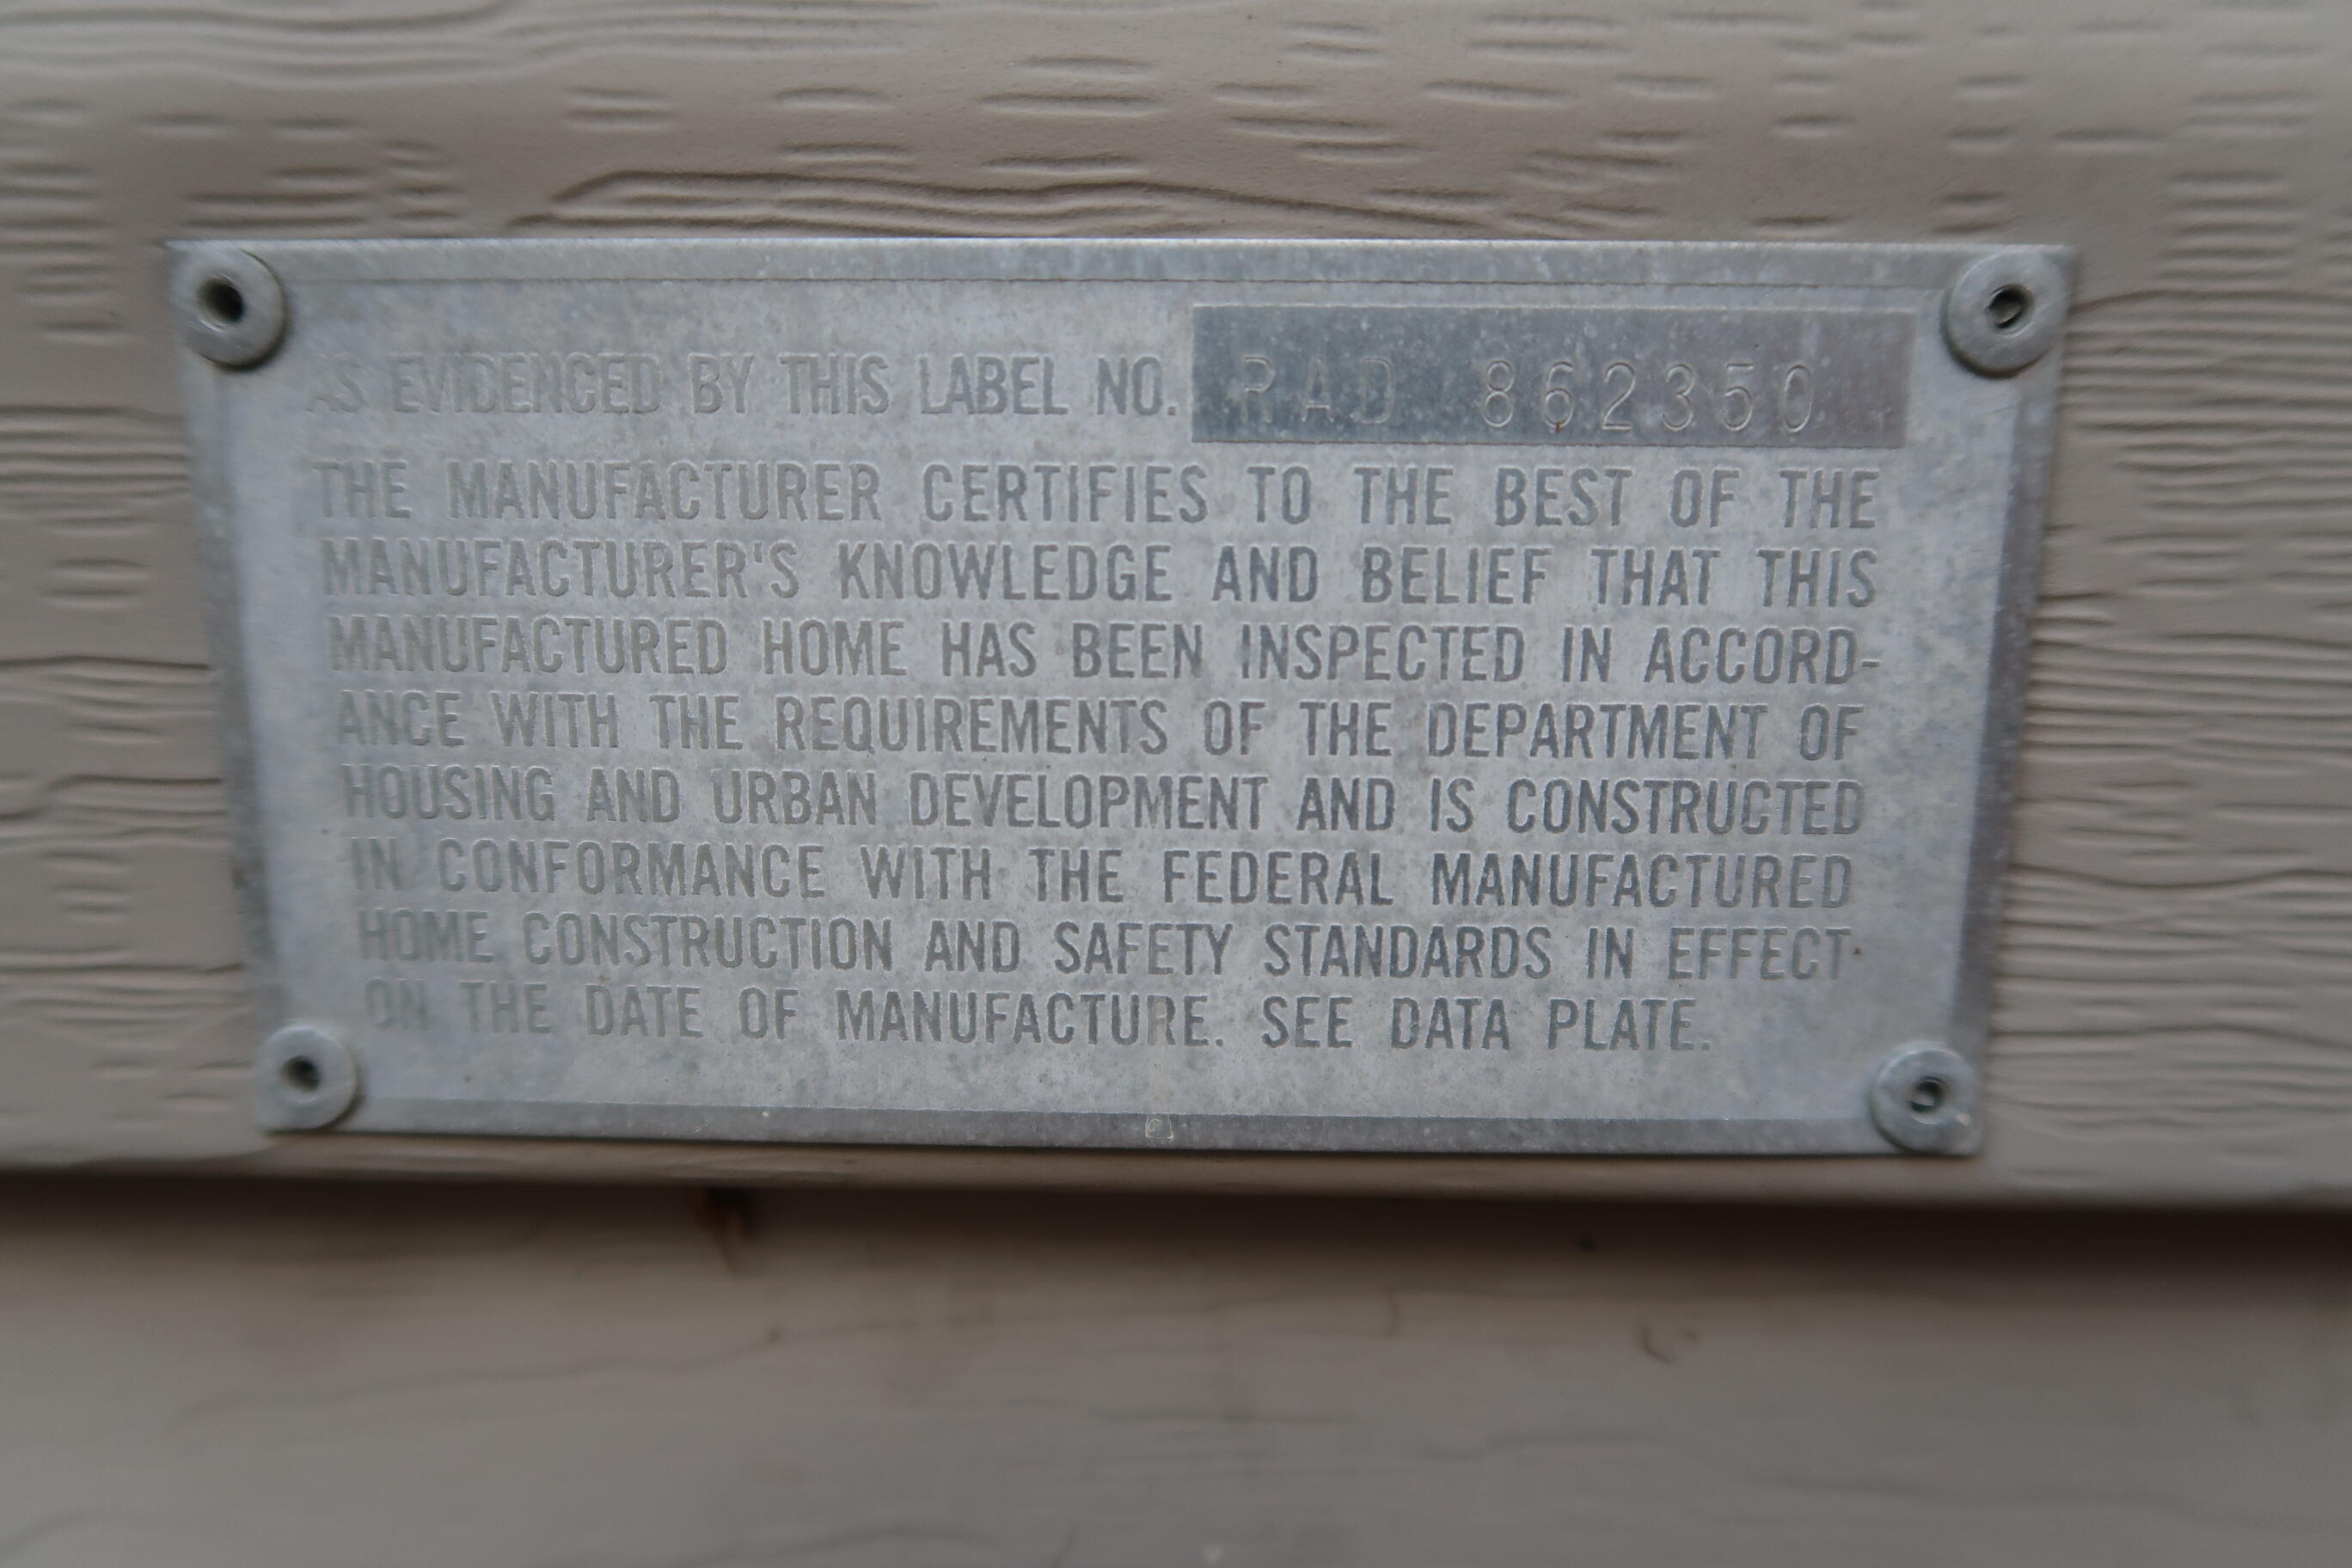 AS EVIDENCED BY THIS LABEL NO. RAD 862350
THE MANUFACTURER CERTIFIES TO THE BEST OF THE
MANUFACTURER'S KNOWLEDGE AND BELIEF THAT THIS
MANUFACTURED HOME HAS BEEN INSPECTED IN ACCORD-
ANCE WITH THE REQUIREMENTS OF THE DEPARTMENT OF
HOUSING AND URBAN DEVELOPMENT AND IS CONSTRUCTED
IN CONFORMANCE WITH THE FEDERAL MANUFACTURED
HOME CONSTRUCTION AND SAFETY STANDARDS IN EFFECT
ON THE DATE OF MANUFACTURE. SEE DATA PLATE.